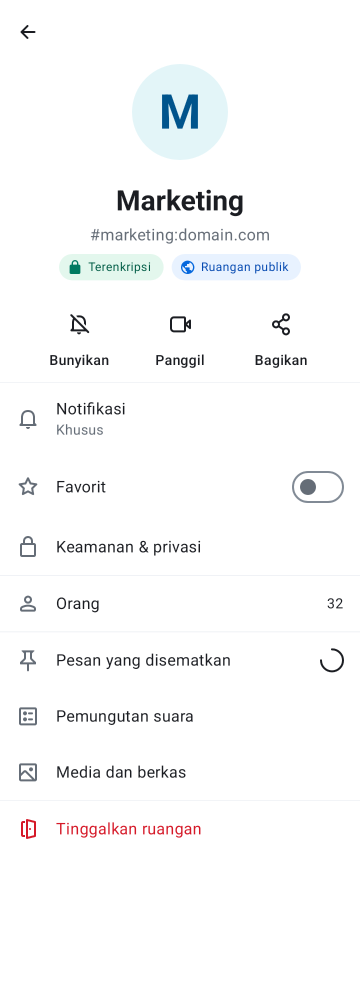 M
Marketing
#marketing:domain.com
Terenkripsi
Ruangan publik
Bunyikan
Panggil
Bagikan
Notifikasi
Khusus
Favorit
Keamanan & privasi
Orang
32
Pesan yang disematkan
Pemungutan suara
Media dan berkas
Tinggalkan ruangan